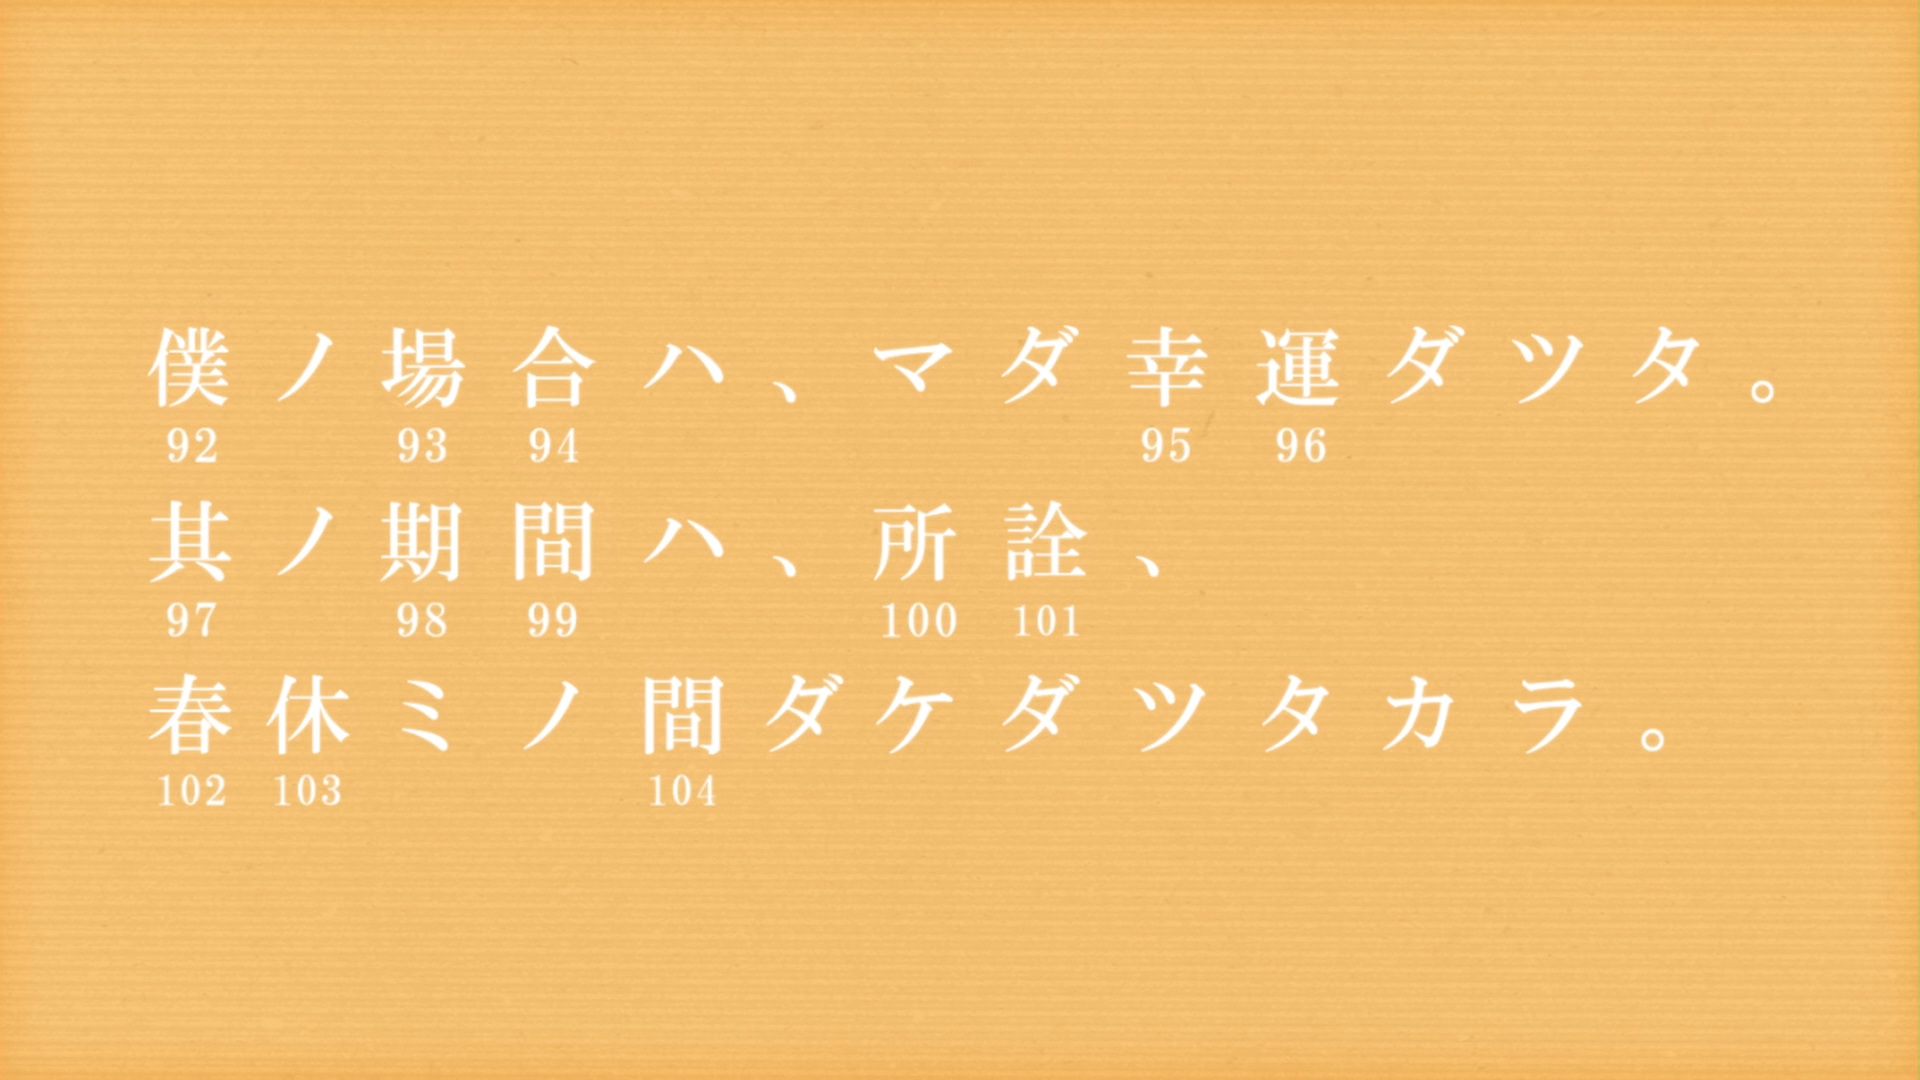 僕ノ場合ハ、マダ幸運ダツタ。
92 93 94 95 96
其ノ期間ハ、所詮、
97 98 99 100 101
春休ミノ間ダケダツタカラ。
102 103 104